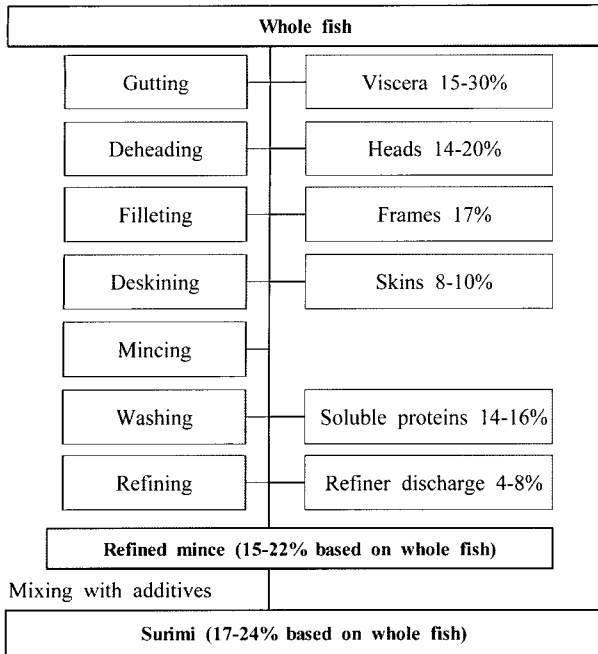 Whole fish
Gutting
Viscera 15-30%
Deheading
Heads 14-20%
Filleting
Frames 17%
Deskining
Skins 8-10%
Mincing
Washing
Soluble proteins 14-16%
Refining
Refiner discharge 4-8%
Refined mince (15-22% based on whole fish)
Mixing with additives
Surimi (17-24% based on whole fish)